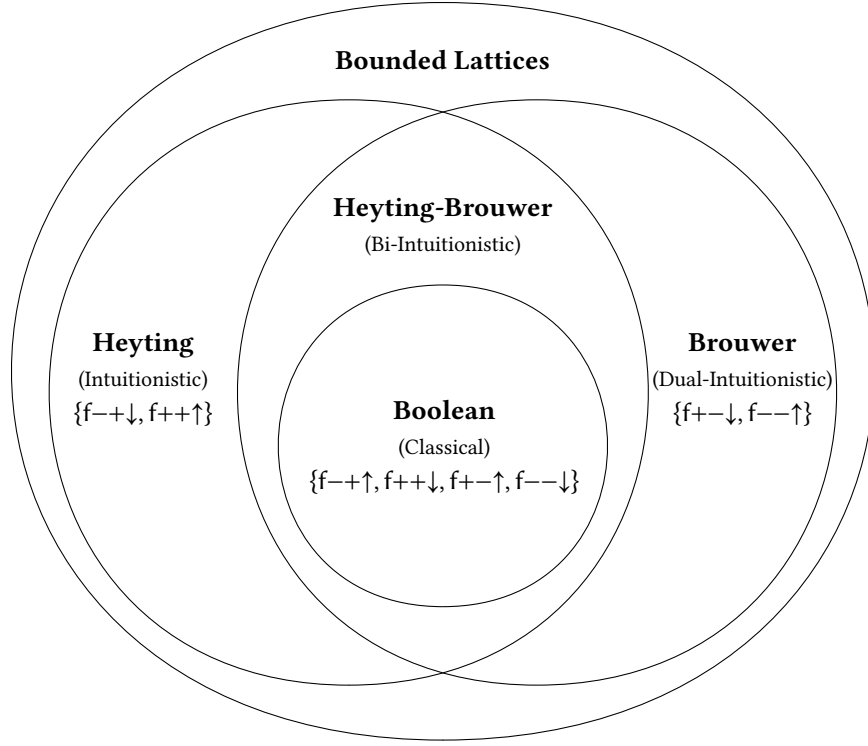 Bounded Lattices
Heyting-Brouwer
(Bi-Intuitionistic)
Heyting
(Intuitionistic)
{f−+↓, f++↑}
Brouwer
(Dual-Intuitionistic)
{f+−↓, f−−↑}
Boolean
(Classical)
{f−+↑, f++↓, f+−↑, f−−↓}